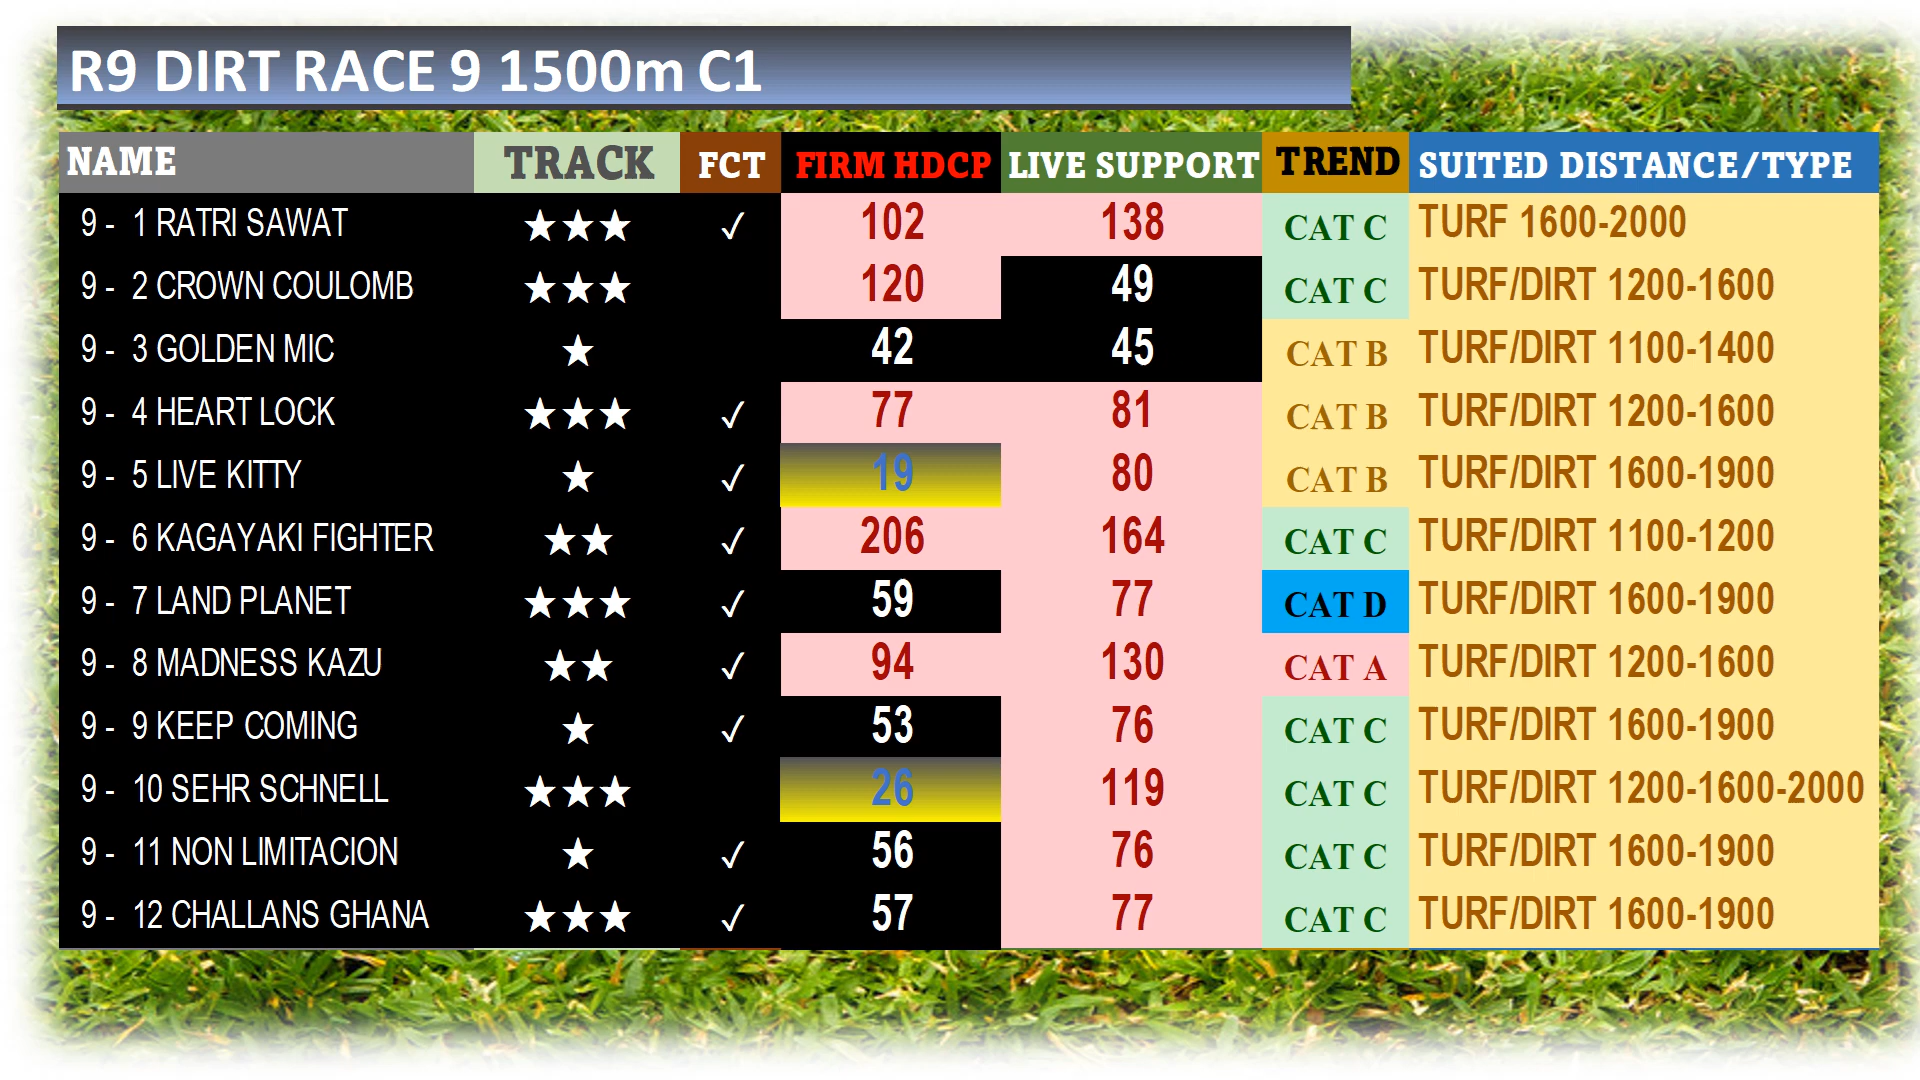 R9 DIRT RACE 9 1500m C1
NAME TRACK FCT FIRM HDCP LIVE SUPPORT TREND SUITED DISTANCE/TYPE
9 - 1 RATRI SAWAT ★★★ ✓ 102 138 CAT C TURF 1600-2000
9 - 2 CROWN COULOMB ★★★ 120 49 CAT C TURF/DIRT 1200-1600
9 - 3 GOLDEN MIC ★ 42 45 CAT B TURF/DIRT 1100-1400
9 - 4 HEART LOCK ★★★ ✓ 77 81 CAT B TURF/DIRT 1200-1600
9 - 5 LIVE KITTY ★ ✓ 19 80 CAT B TURF/DIRT 1600-1900
9 - 6 KAGAYAKI FIGHTER ★★ ✓ 206 164 CAT C TURF/DIRT 1100-1200
9 - 7 LAND PLANET ★★★ ✓ 59 77 CAT D TURF/DIRT 1600-1900
9 - 8 MADNESS KAZU ★★ ✓ 94 130 CAT A TURF/DIRT 1200-1600
9 - 9 KEEP COMING ★ ✓ 53 76 CAT C TURF/DIRT 1600-1900
9 - 10 SEHR SCHNELL ★★★ 26 119 CAT C TURF/DIRT 1200-1600-2000
9 - 11 NON LIMITACION ★ ✓ 56 76 CAT C TURF/DIRT 1600-1900
9 - 12 CHALLANS GHANA ★★★ ✓ 57 77 CAT C TURF/DIRT 1600-1900